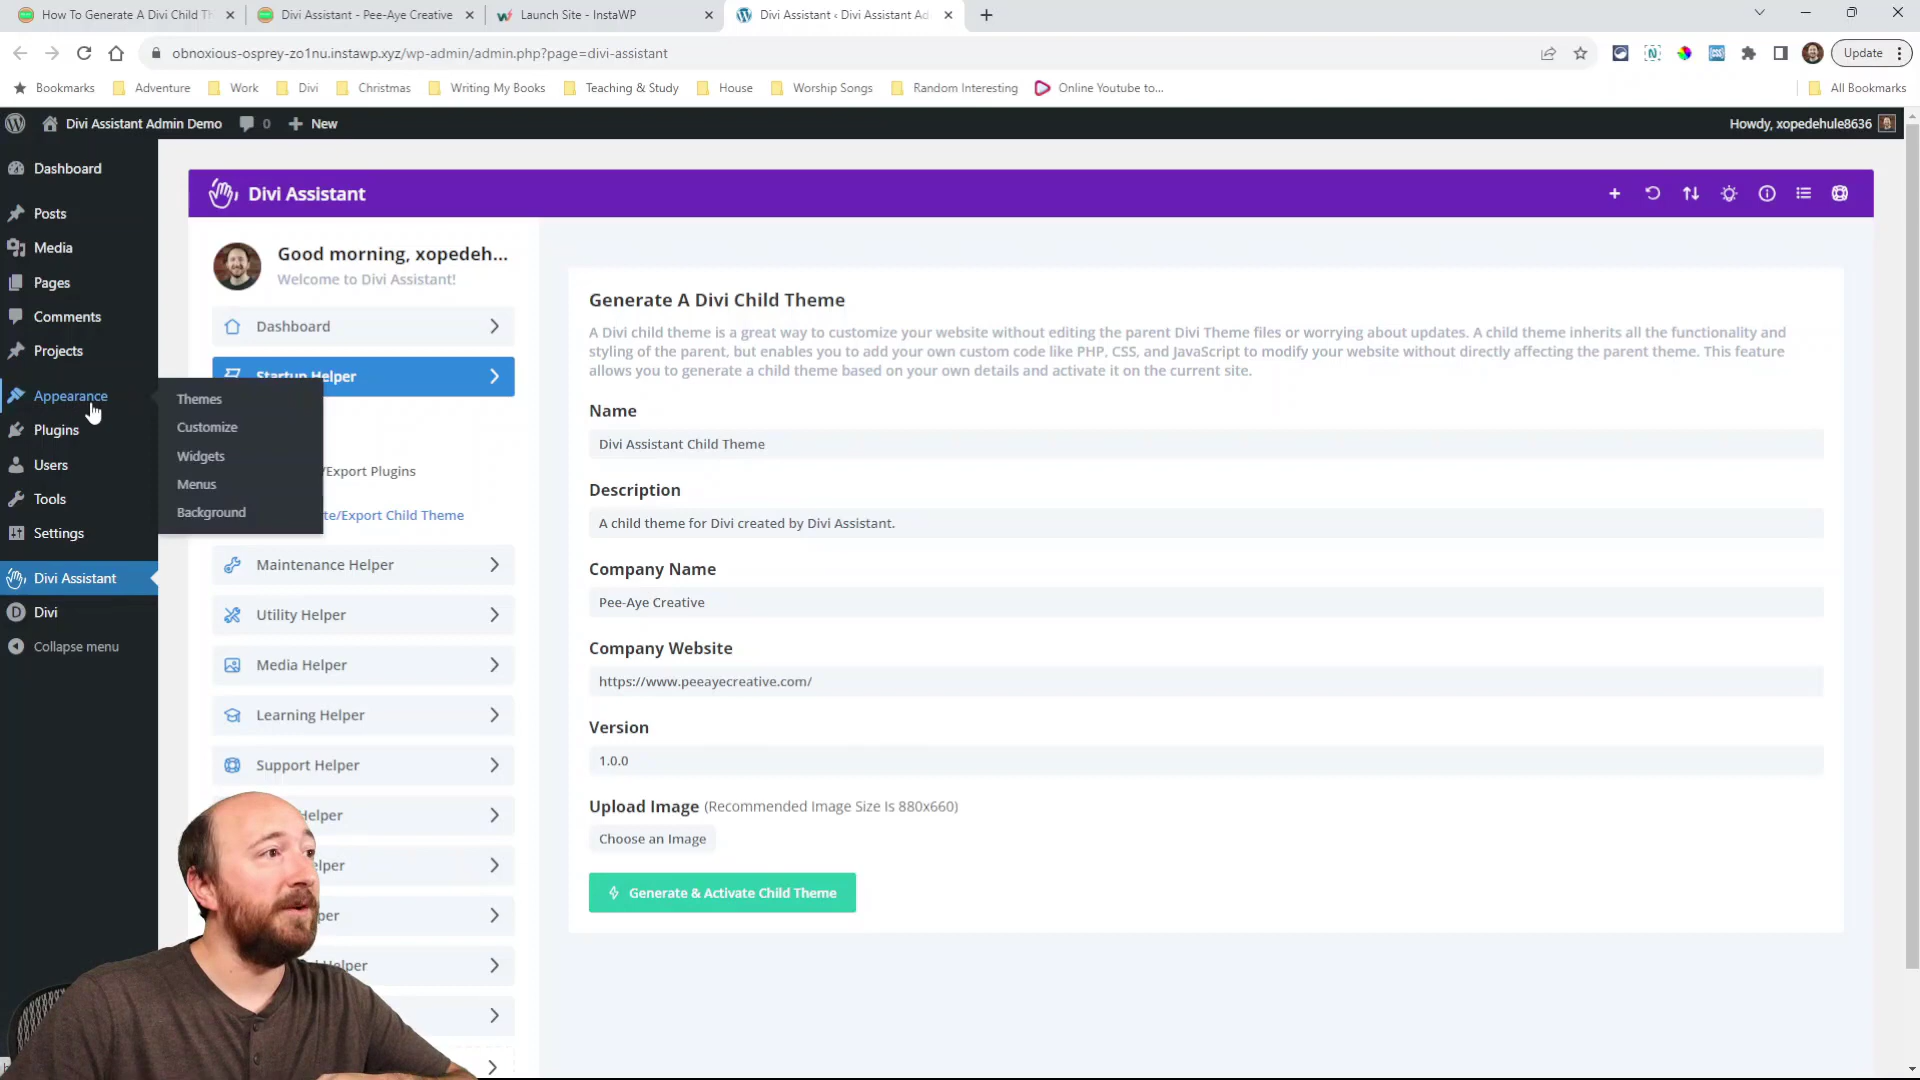 How To Generate A Divi Child Th
Divi Assistant - Pee-Aye Creative
Launch Site - InstaWP
Divi Assistant ‹ Divi Assistant Ad
obnoxious-osprey-zo1nu.instawp.xyz/wp-admin/admin.php?page=divi-assistant
Update
Bookmarks
Adventure
Work
Divi
Christmas
Writing My Books
Teaching & Study
House
Worship Songs
Random Interesting
Online Youtube to...
All Bookmarks
Divi Assistant Admin Demo
0
New
Howdy, xopedehule8636
Dashboard
Posts
Media
Pages
Comments
Projects
Appearance
Plugins
Users
Tools
Settings
Divi Assistant
Divi
Collapse menu
Themes
Customize
Widgets
Menus
Background
Divi Assistant
Good morning, xopedeh...
Welcome to Divi Assistant!
Dashboard
Startup Helper
/Export Plugins
te/Export Child Theme
Maintenance Helper
Utility Helper
Media Helper
Learning Helper
Support Helper
Helper
elper
per
Helper
Generate A Divi Child Theme
A Divi child theme is a great way to customize your website without editing the parent Divi Theme files or worrying about updates. A child theme inherits all the functionality and
styling of the parent, but enables you to add your own custom code like PHP, CSS, and JavaScript to modify your website without directly affecting the parent theme. This feature
allows you to generate a child theme based on your own details and activate it on the current site.
Name
Divi Assistant Child Theme
Description
A child theme for Divi created by Divi Assistant.
Company Name
Pee-Aye Creative
Company Website
https://www.peeayecreative.com/
Version
1.0.0
Upload Image (Recommended Image Size Is 880x660)
Choose an Image
Generate & Activate Child Theme